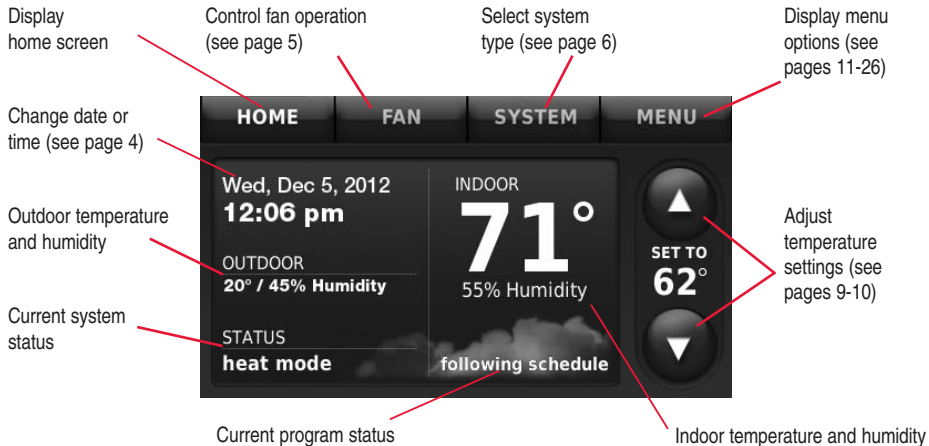 Display
home screen
Control fan operation
(see page 5)
Select system
type (see page 6)
Display menu
options (see
pages 11-26)
Change date or
time (see page 4)
Outdoor temperature
and humidity
Current system
status
HOME
FAN
SYSTEM
MENU
Wed, Dec 5, 2012
12:06 pm
OUTDOOR
20° / 45% Humidity
STATUS
heat mode
INDOOR
71°
55% Humidity
following schedule
SET TO
62°
Adjust
temperature
settings (see
pages 9-10)
Current program status
Indoor temperature and humidity